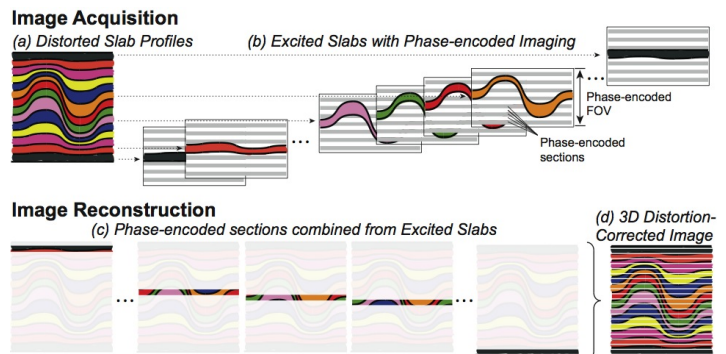 Image Acquisition
(a) Distorted Slab Profiles
(b) Excited Slabs with Phase-encoded Imaging
Phase-encoded
FOV
Phase-encoded
sections
Image Reconstruction
(c) Phase-encoded sections combined from Excited Slabs
(d) 3D Distortion-
Corrected Image